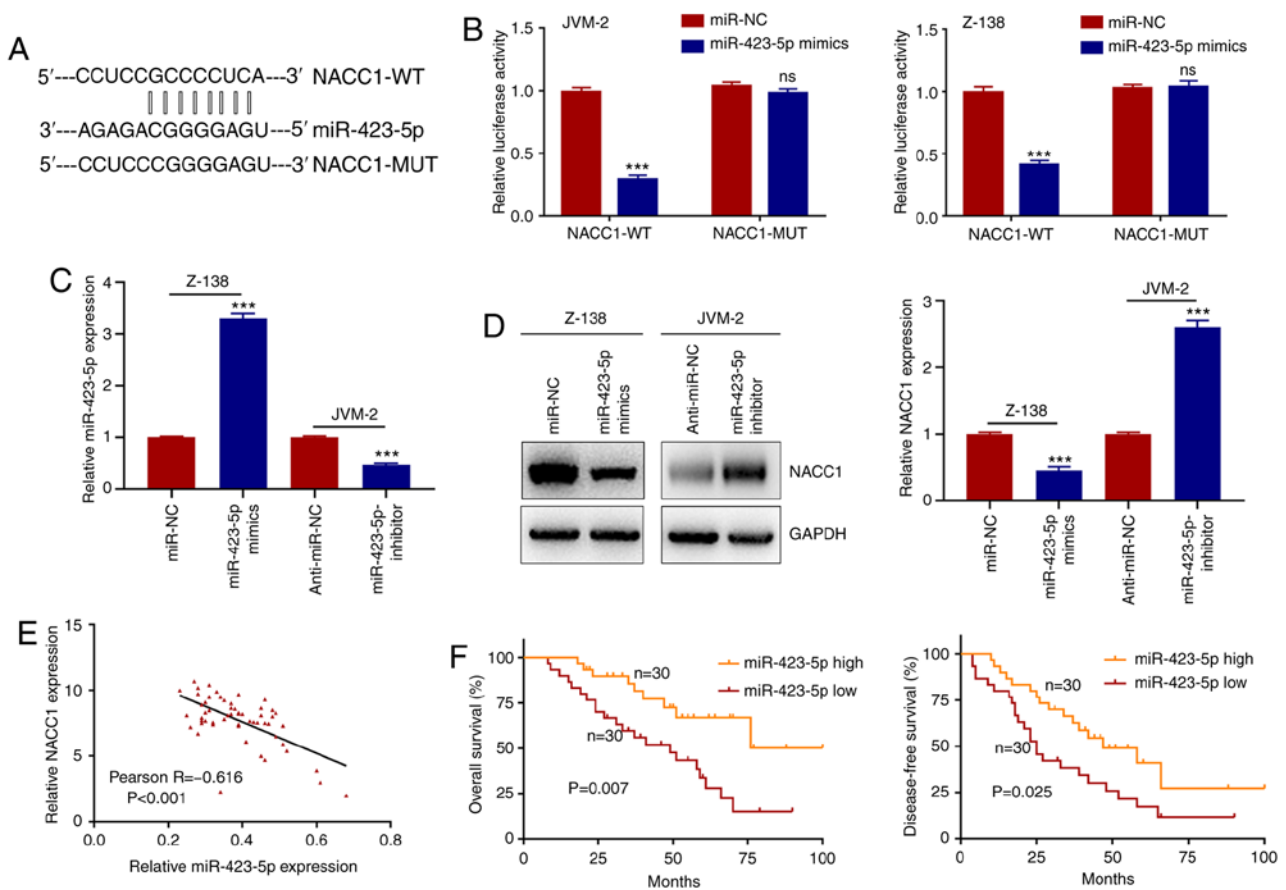 A
5′---CCUCCGCCCCUCA---3′ NACC1-WT
3′---AGAGACGGGGAGU---5′ miR-423-5p
5′---CCUCCCGGGGAGU---3′ NACC1-MUT
B
JVM-2
miR-NC
miR-423-5p mimics
Relative luciferase activity
1.5
1.0
0.5
0.0
***
ns
NACC1-WT
NACC1-MUT
Z-138
miR-NC
miR-423-5p mimics
Relative luciferase activity
1.5
1.0
0.5
0.0
***
ns
NACC1-WT
NACC1-MUT
C
Relative miR-423-5p expression
4
3
2
1
0
Z-138
***
JVM-2
***
miR-NC
miR-423-5p
mimics
Anti-miR-NC
miR-423-5p-
inhibitor
D
Z-138
JVM-2
miR-NC
miR-423-5p
mimics
Anti-miR-NC
miR-423-5p
inhibitor
NACC1
GAPDH
Relative NACC1 expression
3
2
1
0
Z-138
***
JVM-2
***
miR-NC
miR-423-5p
mimics
Anti-miR-NC
miR-423-5p-
inhibitor
E
Relative NACC1 expression
15
10
5
0
Pearson R=−0.616
P<0.001
0.0
0.2
0.4
0.6
0.8
Relative miR-423-5p expression
F
Overall survival (%)
100
75
50
25
0
miR-423-5p high
miR-423-5p low
n=30
n=30
P=0.007
0
25
50
75
100
Months
Disease-free survival (%)
100
75
50
25
0
miR-423-5p high
miR-423-5p low
n=30
n=30
P=0.025
0
25
50
75
100
Months